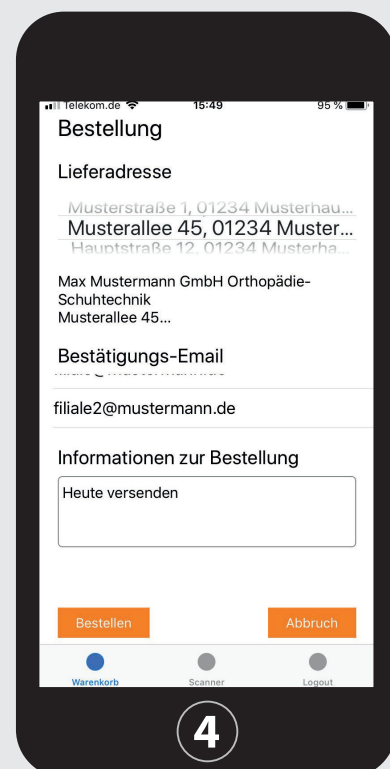 Telekom.de 15:49 95 %
Bestellung
Lieferadresse
Musterstraße 1, 01234 Musterhau...
Musterallee 45, 01234 Muster...
Hauptstraße 12, 01234 Musterha...
Max Mustermann GmbH Orthopädie-
Schuhtechnik
Musterallee 45...
Bestätigungs-Email
filiale2@mustermann.de
Informationen zur Bestellung
Heute versenden
Bestellen Abbruch
Warenkorb Scanner Logout
4